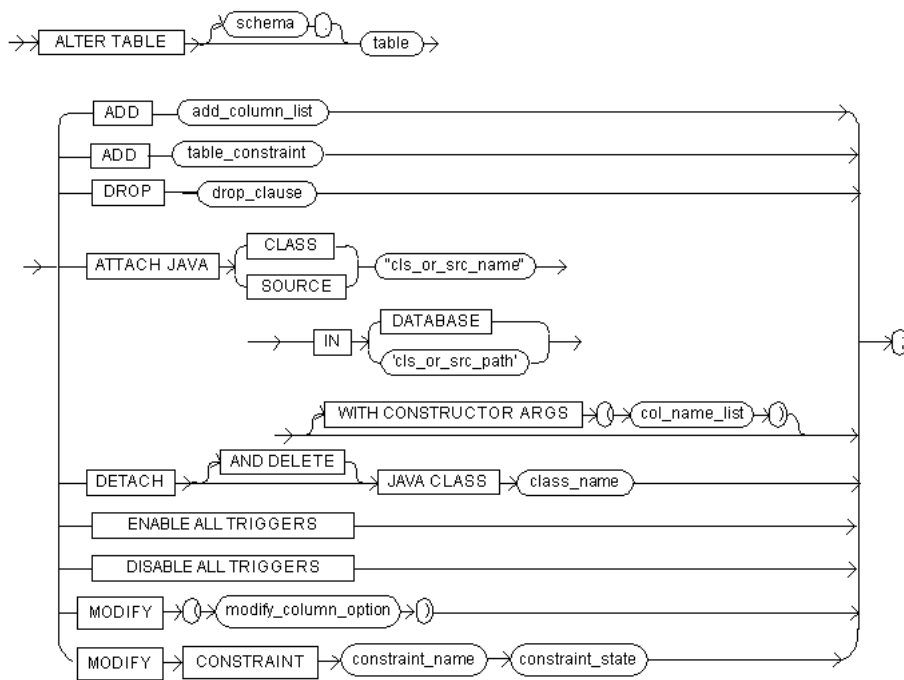 schema .
ALTER TABLE table
ADD add_column_list
ADD table_constraint
DROP drop_clause
CLASS
ATTACH JAVA "cls_or_src_name"
SOURCE
DATABASE
IN
'cls_or_src_path'
;
WITH CONSTRUCTOR ARGS ( col_name_list )
AND DELETE
DETACH JAVA CLASS class_name
ENABLE ALL TRIGGERS
DISABLE ALL TRIGGERS
MODIFY ( modify_column_option )
MODIFY CONSTRAINT constraint_name constraint_state